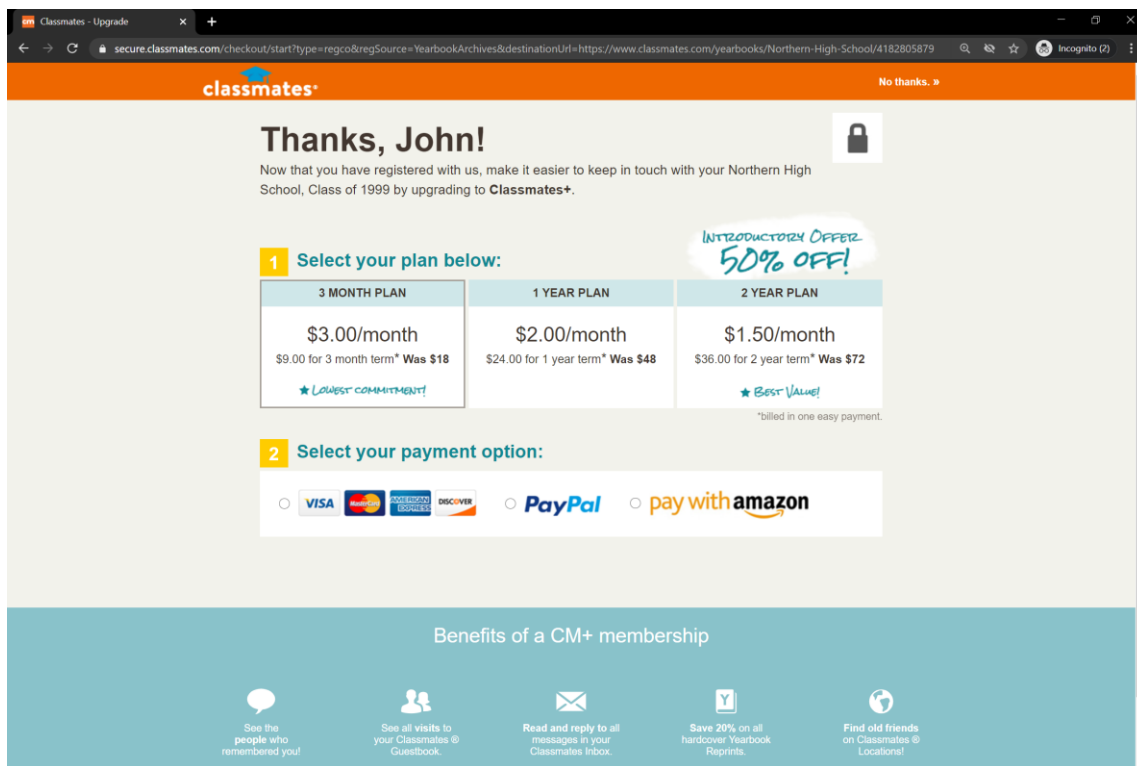 cm Classmates - Upgrade
secure.classmates.com/checkout/start?type=regco&regSource=YearbookArchives&destinationUrl=https://www.classmates.com/yearbooks/Northern-High-School/4182805879
Incognito (2)
classmates®
No thanks. »
Thanks, John!
Now that you have registered with us, make it easier to keep in touch with your Northern High
School, Class of 1999 by upgrading to Classmates+.
INTRODUCTORY OFFER
50% OFF!
1 Select your plan below:
3 MONTH PLAN 1 YEAR PLAN 2 YEAR PLAN
$3.00/month $2.00/month $1.50/month
$9.00 for 3 month term* Was $18 $24.00 for 1 year term* Was $48 $36.00 for 2 year term* Was $72
LOWEST COMMITMENT! BEST VALUE!
*billed in one easy payment.
2 Select your payment option:
VISA MasterCard AMERICAN EXPRESS DISCOVER PayPal pay with amazon
Benefits of a CM+ membership
Y
See the See all visits to Read and reply to all Save 20% on all Find old friends
people who your Classmates ® messages in your hardcover Yearbook on Classmates ®
remembered you! Guestbook. Classmates Inbox. Reprints. Locations!